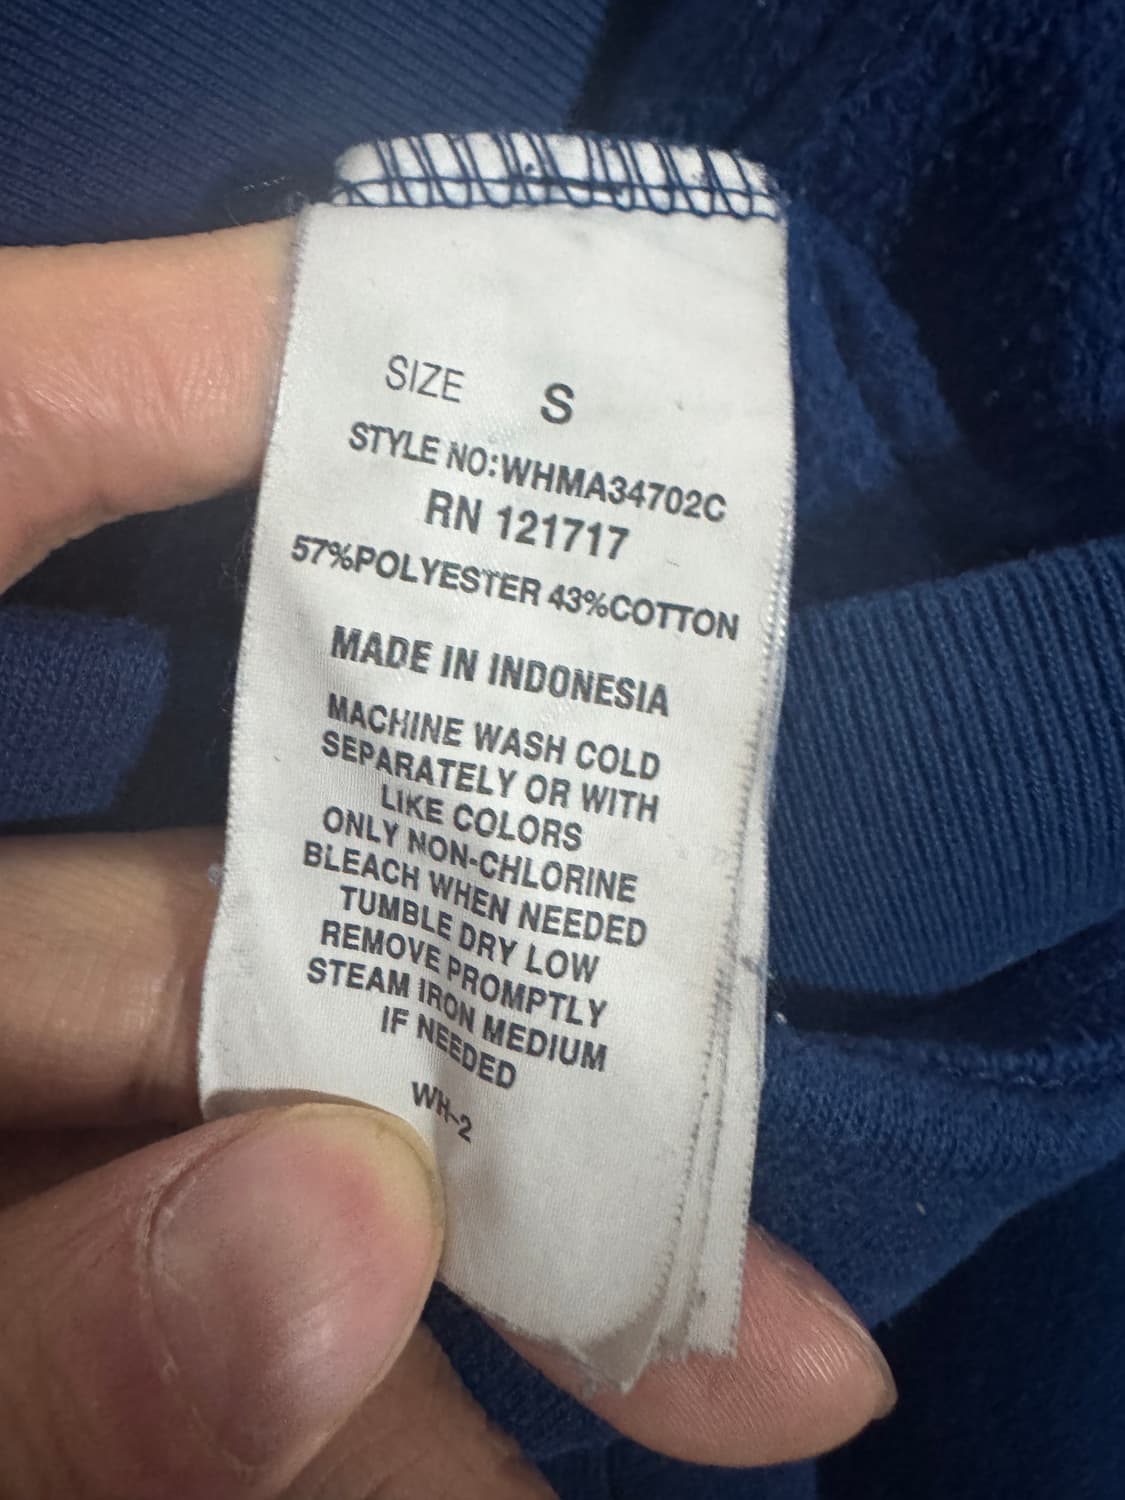 SIZE S
STYLE NO:WHMA34702C
RN 121717
57%POLYESTER 43%COTTON
MADE IN INDONESIA
MACHINE WASH COLD
SEPARATELY OR WITH
LIKE COLORS
ONLY NON-CHLORINE
BLEACH WHEN NEEDED
TUMBLE DRY LOW
REMOVE PROMPTLY
STEAM IRON MEDIUM
IF NEEDED
WH-2